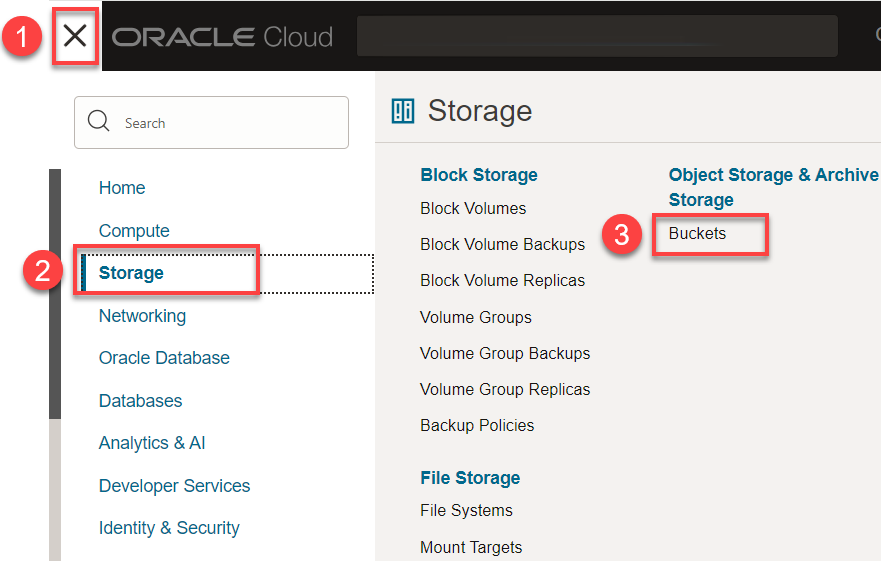 1
ORACLE Cloud
Search
Home
Compute
2
Storage
Networking
Oracle Database
Databases
Analytics & AI
Developer Services
Identity & Security
Storage
Block Storage
Block Volumes
Block Volume Backups
Block Volume Replicas
Volume Groups
Volume Group Backups
Volume Group Replicas
Backup Policies
File Storage
File Systems
Mount Targets
Object Storage & Archive
Storage
3
Buckets